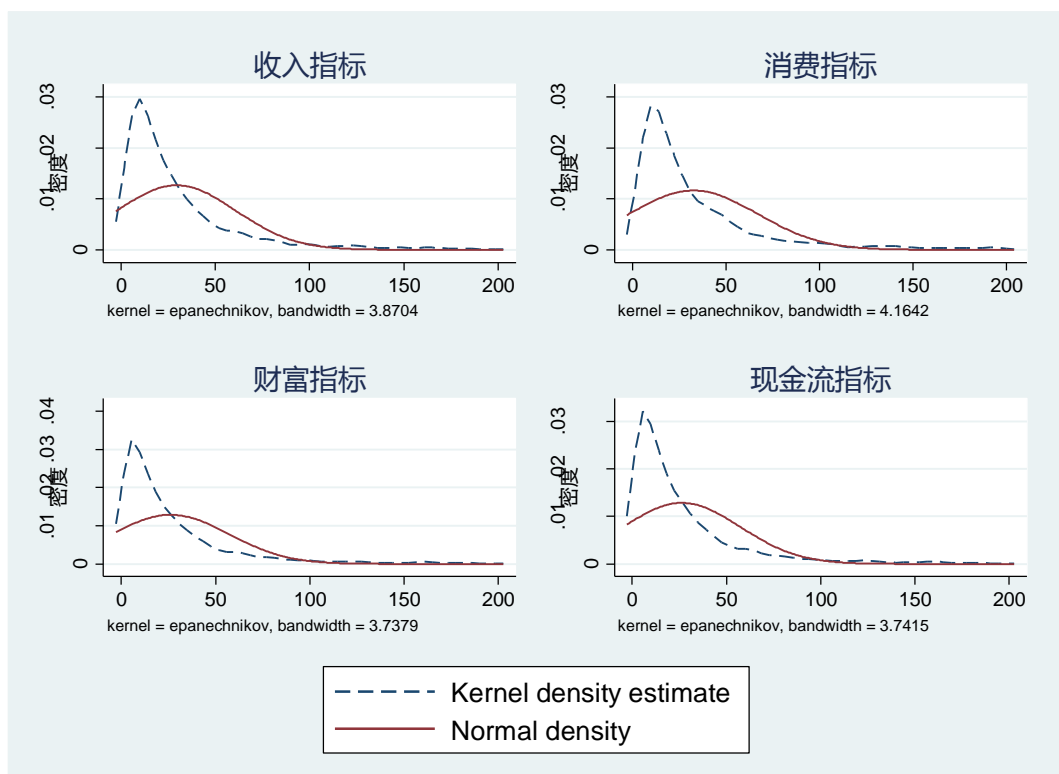 收入指标
密度
0 .01 .02 .03
0 50 100 150 200
kernel = epanechnikov, bandwidth = 3.8704
消费指标
密度
0 .01 .02 .03
0 50 100 150 200
kernel = epanechnikov, bandwidth = 4.1642
财富指标
密度
0 .01 .02 .03 .04
0 50 100 150 200
kernel = epanechnikov, bandwidth = 3.7379
现金流指标
密度
0 .01 .02 .03
0 50 100 150 200
kernel = epanechnikov, bandwidth = 3.7415
Kernel density estimate
Normal density